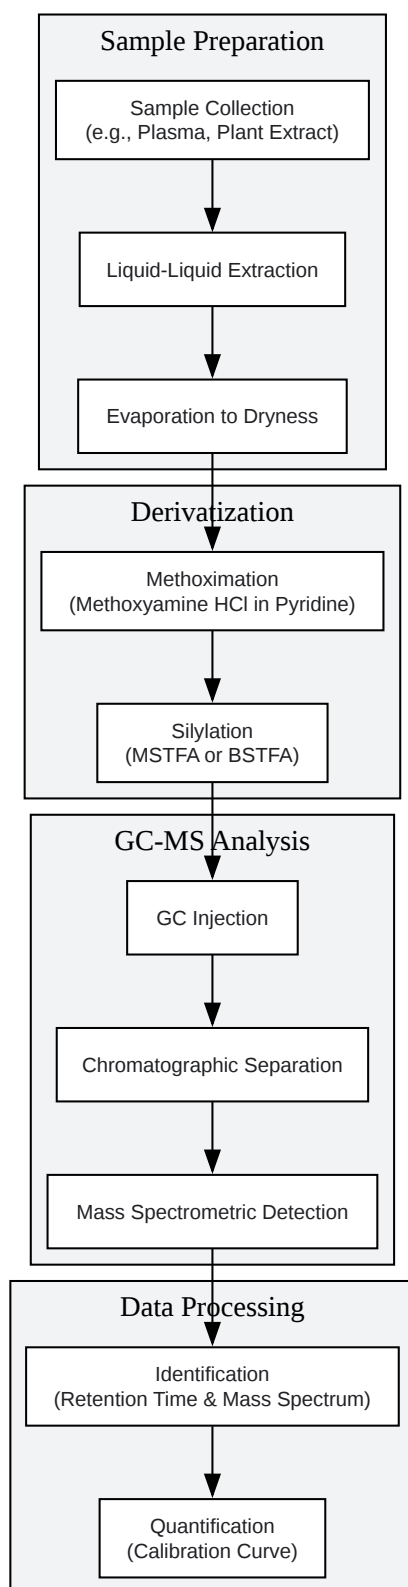 Sample Preparation
Sample Collection
(e.g., Plasma, Plant Extract)
Liquid-Liquid Extraction
Evaporation to Dryness
Derivatization
Methoximation
(Methoxyamine HCl in Pyridine)
Silylation
(MSTFA or BSTFA)
GC-MS Analysis
GC Injection
Chromatographic Separation
Mass Spectrometric Detection
Data Processing
Identification
(Retention Time & Mass Spectrum)
Quantification
(Calibration Curve)